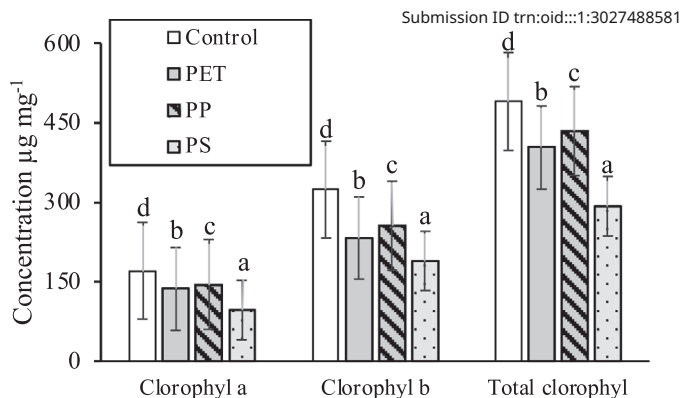 Submission ID trn:oid:::1:3027488581
Concentration µg mg⁻¹
600
450
300
150
0
Control
PET
PP
PS
d
b
c
a
d
b
c
a
d
b
c
a
Clorophyl a
Clorophyl b
Total clorophyl